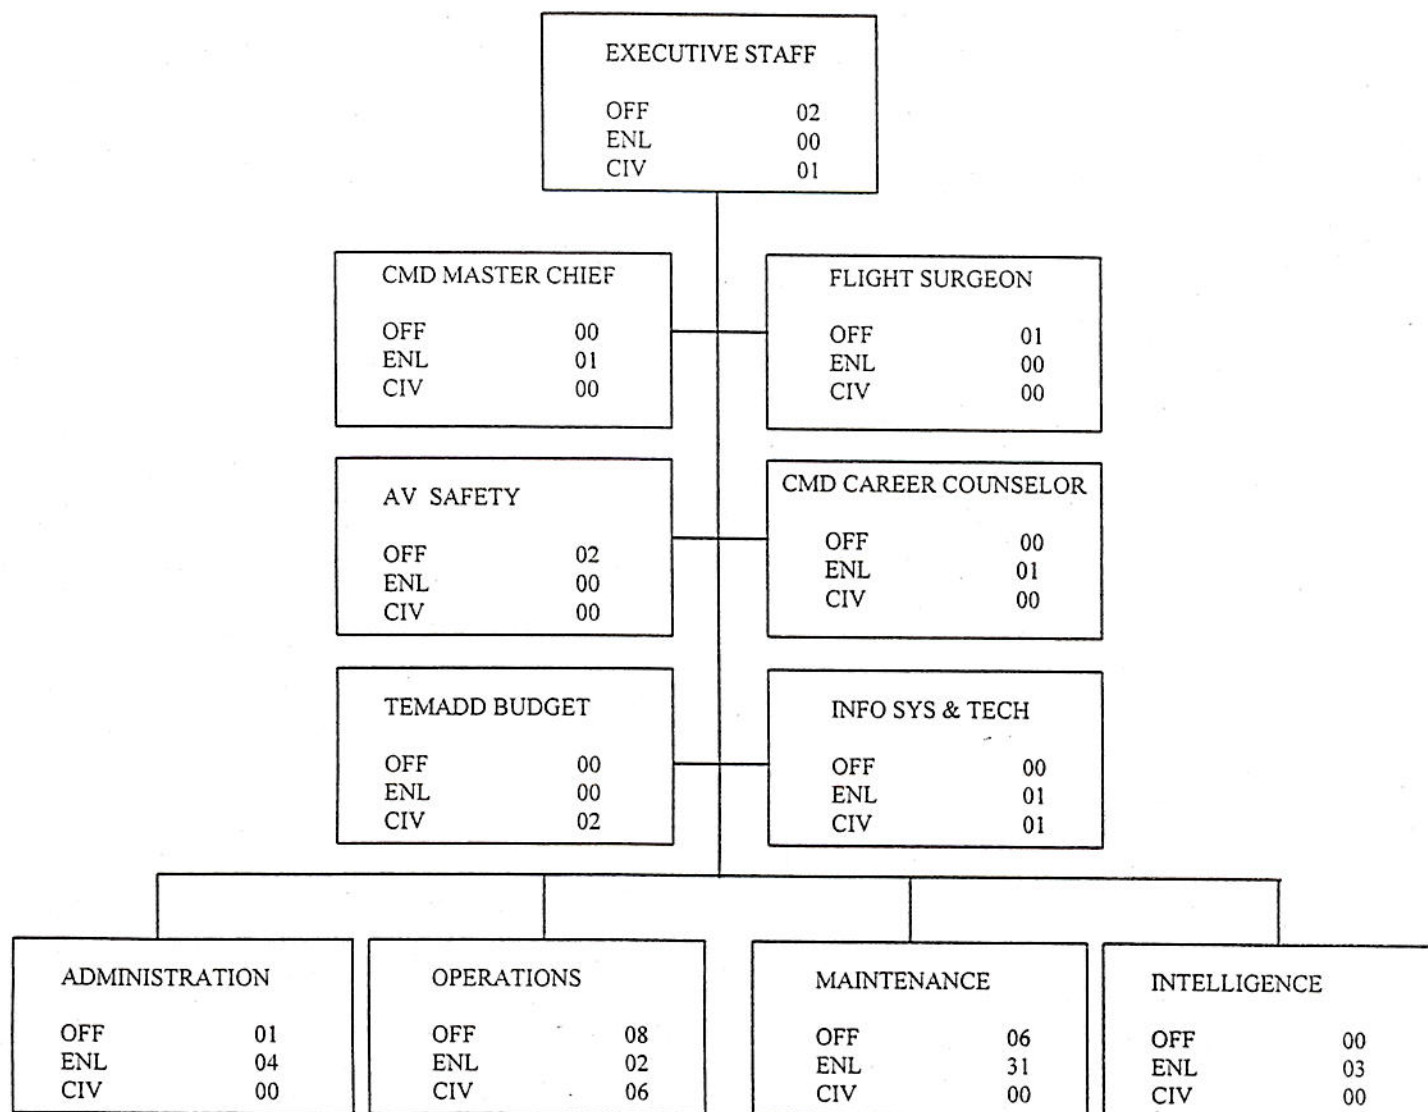 EXECUTIVE STAFF
OFF 02
ENL 00
CIV 01
CMD MASTER CHIEF
OFF 00
ENL 01
CIV 00
FLIGHT SURGEON
OFF 01
ENL 00
CIV 00
AV SAFETY
OFF 02
ENL 00
CIV 00
CMD CAREER COUNSELOR
OFF 00
ENL 01
CIV 00
TEMADD BUDGET
OFF 00
ENL 00
CIV 02
INFO SYS & TECH
OFF 00
ENL 01
CIV 01
ADMINISTRATION
OFF 01
ENL 04
CIV 00
OPERATIONS
OFF 08
ENL 02
CIV 06
MAINTENANCE
OFF 06
ENL 31
CIV 00
INTELLIGENCE
OFF 00
ENL 03
CIV 00